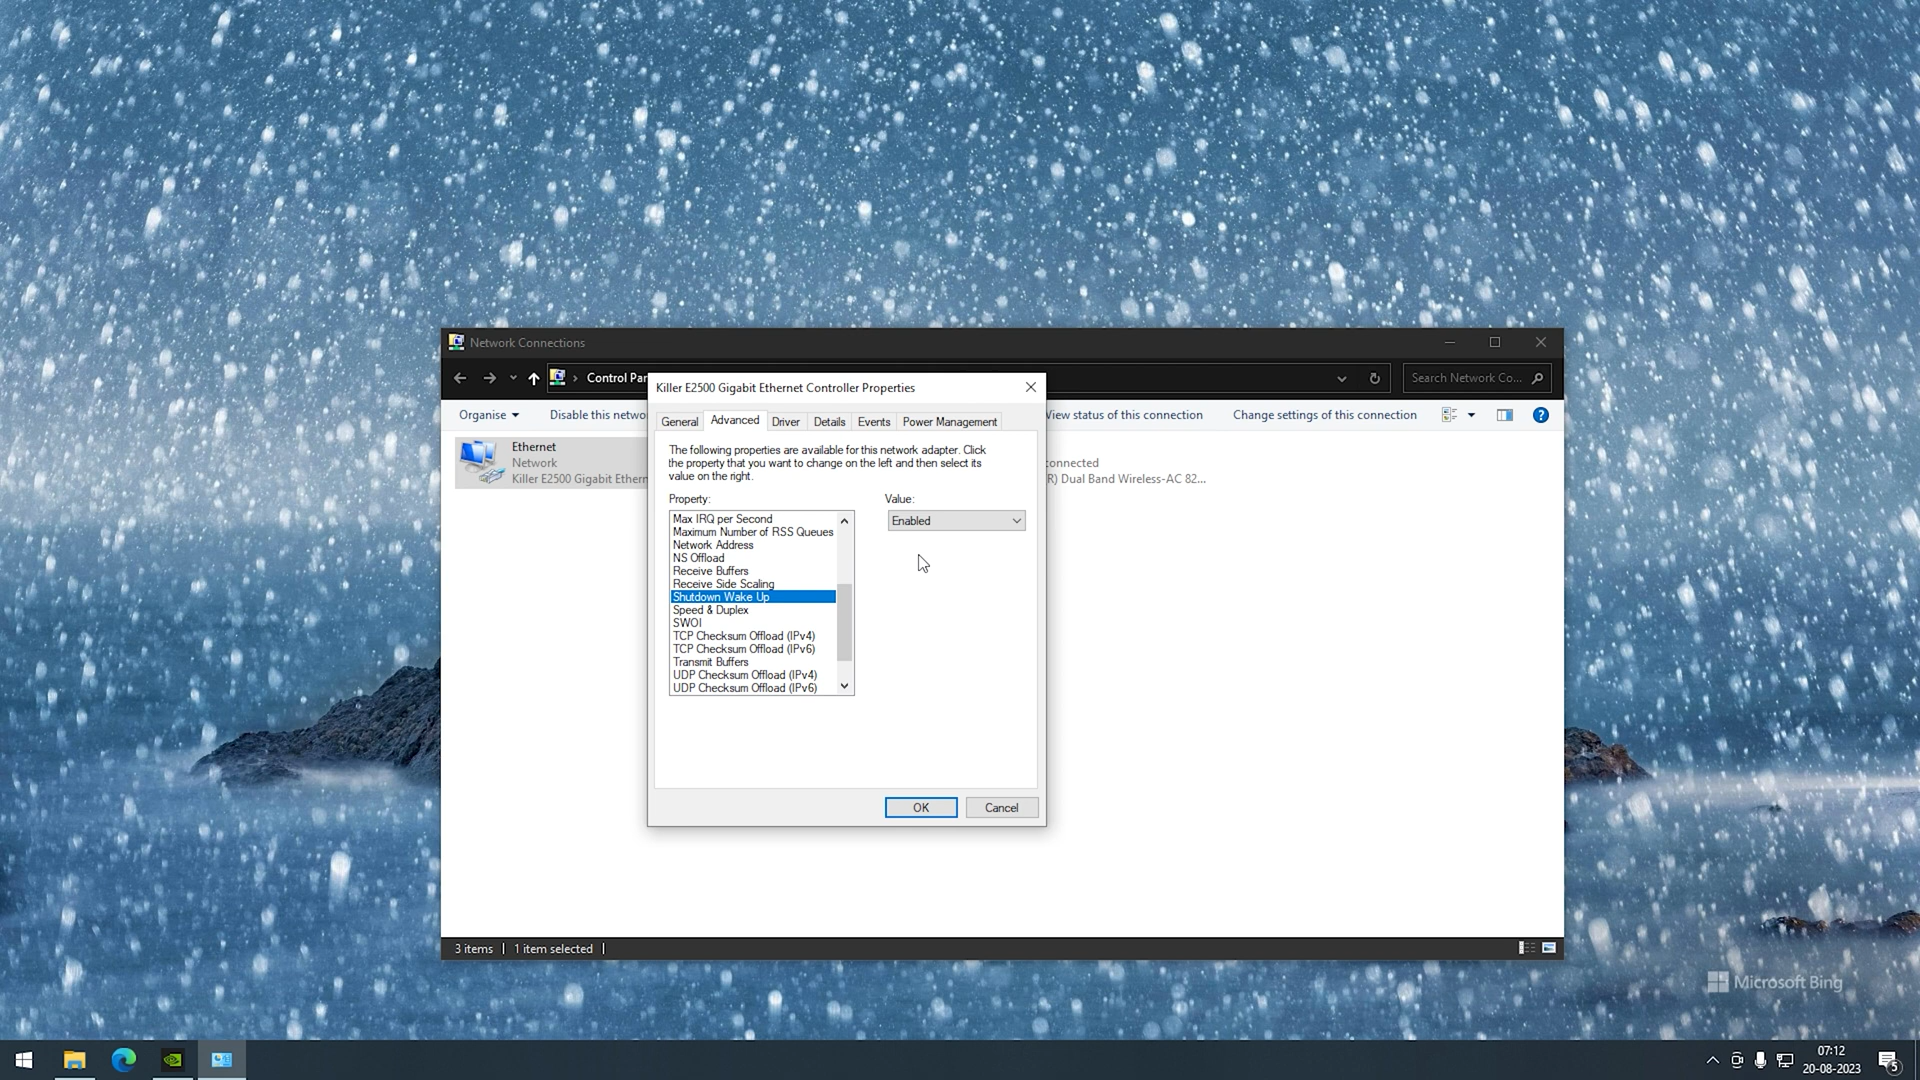 Network Connections
Control Par
Search Network Co...
Organise
Disable this netwo
View status of this connection
Change settings of this connection
Ethernet
Network
Killer E2500 Gigabit Ethern
connected
R) Dual Band Wireless-AC 82...
Killer E2500 Gigabit Ethernet Controller Properties
General
Advanced
Driver
Details
Events
Power Management
The following properties are available for this network adapter. Click
the property that you want to change on the left and then select its
value on the right.
Property:
Value:
Max IRQ per Second
Maximum Number of RSS Queues
Network Address
NS Offload
Receive Buffers
Receive Side Scaling
Shutdown Wake Up
Speed & Duplex
SWOI
TCP Checksum Offload (IPv4)
TCP Checksum Offload (IPv6)
Transmit Buffers
UDP Checksum Offload (IPv4)
UDP Checksum Offload (IPv6)
Enabled
OK
Cancel
3 items
1 item selected
Microsoft Bing
07:12
20-08-2023
5